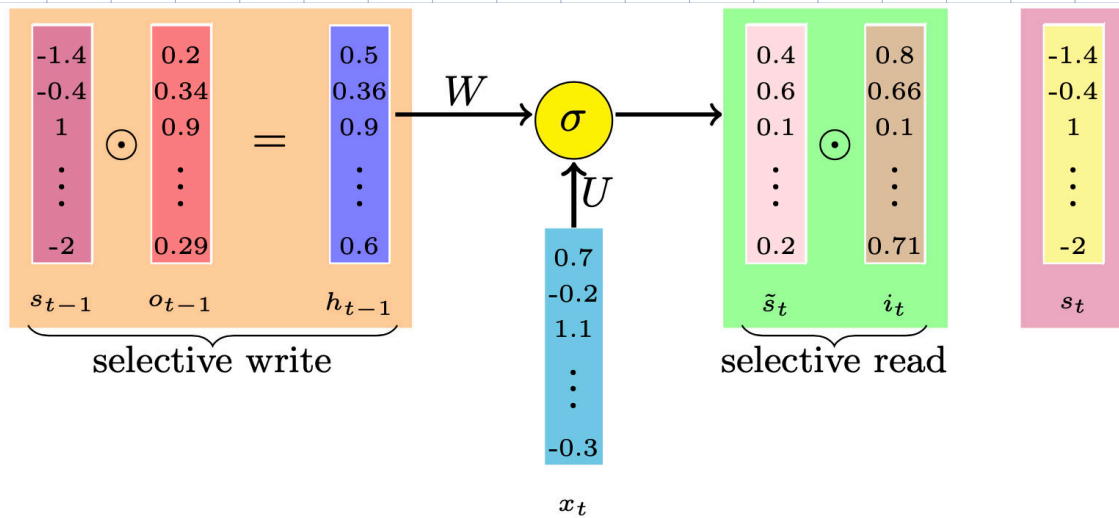 -1.4 0.2 0.5 0.4 0.8 -1.4
-0.4 0.34 0.36 W 0.6 0.66 -0.4
1 ⊙ 0.9 = 0.9 σ 0.1 ⊙ 0.1 1
⋮ ⋮ ⋮ ⋮ ⋮ ⋮
U
-2 0.29 0.6 0.2 0.71 -2
s_{t−1} o_{t−1} h_{t−1} s̃_t i_t s_t
selective write selective read
0.7
-0.2
1.1
⋮
-0.3
x_t